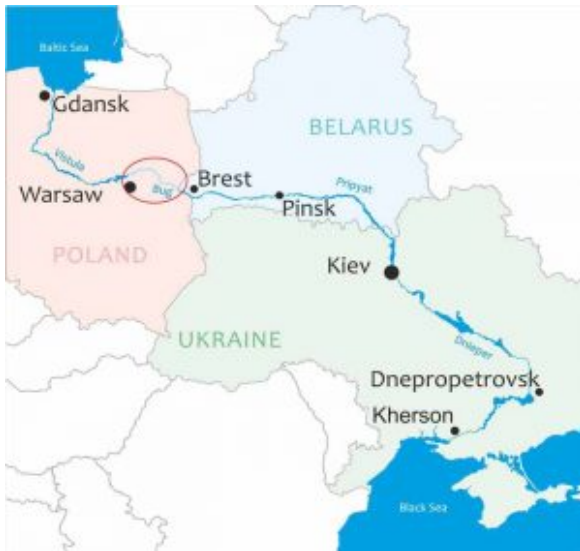 Baltic Sea
Gdansk
BELARUS
Vistula
Brest
Pripyat
Warsaw
Bug
Pinsk
POLAND
Kiev
UKRAINE
Dnieper
Dnepropetrovsk
Kherson
Black Sea